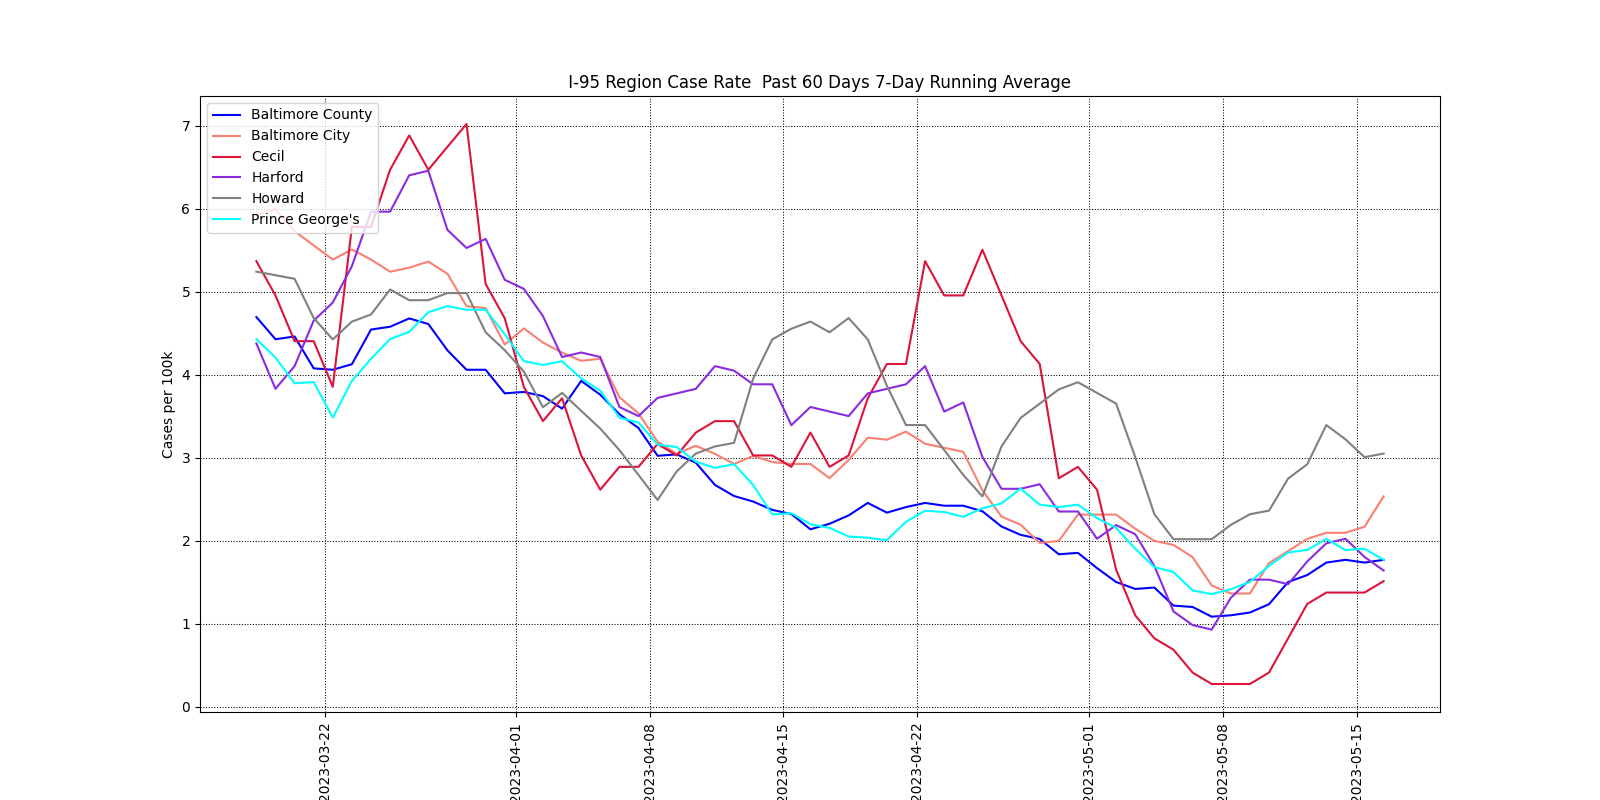 I-95 Region Case Rate  Past 60 Days 7-Day Running Average
Baltimore County
Baltimore City
Cecil
Harford
Howard
Prince George's
Cases per 100k
7
6
5
4
3
2
1
0
2023-03-22
2023-04-01
2023-04-08
2023-04-15
2023-04-22
2023-05-01
2023-05-08
2023-05-15